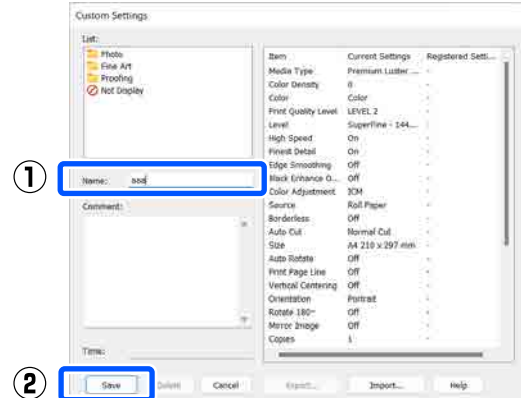 Custom Settings
List:
Photo
Fine Art
Proofing
Not Display
Item Current Settings Registered Setti...
Media Type Premium Luster ... -
Color Density 0 -
Color Color -
Print Quality Level LEVEL 2 -
Level SuperFine - 144... -
High Speed On -
Finest Detail On -
Edge Smoothing Off -
Black Enhance O... Off -
Color Adjustment ICM -
Source Roll Paper -
Borderless Off -
Auto Cut Normal Cut -
Size A4 210 x 297 mm -
Auto Rotate Off -
Print Page Line Off -
Vertical Centering Off -
Orientation Portrait -
Rotate 180° Off -
Mirror Image Off -
Copies 1 -
1
Name: aaa
Comment:
Time:
2
Save Delete Cancel Export... Import... Help